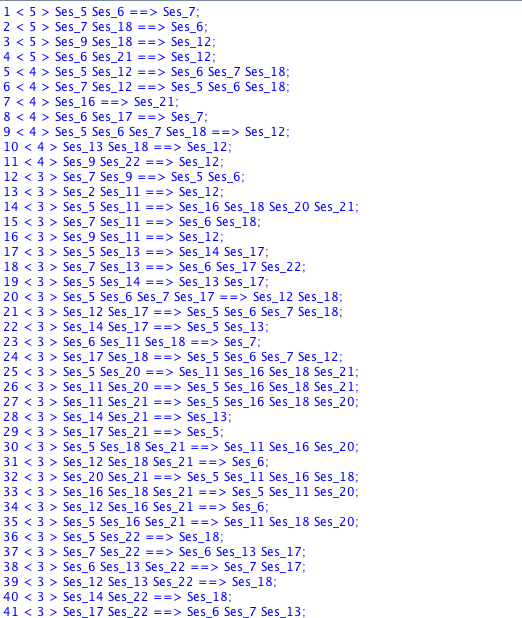 1 < 5 > Ses_5 Ses_6 ==> Ses_7;
2 < 5 > Ses_7 Ses_18 ==> Ses_6;
3 < 5 > Ses_9 Ses_18 ==> Ses_12;
4 < 5 > Ses_6 Ses_21 ==> Ses_12;
5 < 4 > Ses_5 Ses_12 ==> Ses_6 Ses_7 Ses_18;
6 < 4 > Ses_7 Ses_12 ==> Ses_5 Ses_6 Ses_18;
7 < 4 > Ses_16 ==> Ses_21;
8 < 4 > Ses_6 Ses_17 ==> Ses_7;
9 < 4 > Ses_5 Ses_6 Ses_7 Ses_18 ==> Ses_12;
10 < 4 > Ses_13 Ses_18 ==> Ses_12;
11 < 4 > Ses_9 Ses_22 ==> Ses_12;
12 < 3 > Ses_7 Ses_9 ==> Ses_5 Ses_6;
13 < 3 > Ses_2 Ses_11 ==> Ses_12;
14 < 3 > Ses_5 Ses_11 ==> Ses_16 Ses_18 Ses_20 Ses_21;
15 < 3 > Ses_7 Ses_11 ==> Ses_6 Ses_18;
16 < 3 > Ses_9 Ses_11 ==> Ses_12;
17 < 3 > Ses_5 Ses_13 ==> Ses_14 Ses_17;
18 < 3 > Ses_7 Ses_13 ==> Ses_6 Ses_17 Ses_22;
19 < 3 > Ses_5 Ses_14 ==> Ses_13 Ses_17;
20 < 3 > Ses_5 Ses_6 Ses_7 Ses_17 ==> Ses_12 Ses_18;
21 < 3 > Ses_12 Ses_17 ==> Ses_5 Ses_6 Ses_7 Ses_18;
22 < 3 > Ses_14 Ses_17 ==> Ses_5 Ses_13;
23 < 3 > Ses_6 Ses_11 Ses_18 ==> Ses_7;
24 < 3 > Ses_17 Ses_18 ==> Ses_5 Ses_6 Ses_7 Ses_12;
25 < 3 > Ses_5 Ses_20 ==> Ses_11 Ses_16 Ses_18 Ses_21;
26 < 3 > Ses_11 Ses_20 ==> Ses_5 Ses_16 Ses_18 Ses_21;
27 < 3 > Ses_11 Ses_21 ==> Ses_5 Ses_16 Ses_18 Ses_20;
28 < 3 > Ses_14 Ses_21 ==> Ses_13;
29 < 3 > Ses_17 Ses_21 ==> Ses_5;
30 < 3 > Ses_5 Ses_18 Ses_21 ==> Ses_11 Ses_16 Ses_20;
31 < 3 > Ses_12 Ses_18 Ses_21 ==> Ses_6;
32 < 3 > Ses_20 Ses_21 ==> Ses_5 Ses_11 Ses_16 Ses_18;
33 < 3 > Ses_16 Ses_18 Ses_21 ==> Ses_5 Ses_11 Ses_20;
34 < 3 > Ses_12 Ses_16 Ses_21 ==> Ses_6;
35 < 3 > Ses_5 Ses_16 Ses_21 ==> Ses_11 Ses_18 Ses_20;
36 < 3 > Ses_5 Ses_22 ==> Ses_18;
37 < 3 > Ses_7 Ses_22 ==> Ses_6 Ses_13 Ses_17;
38 < 3 > Ses_6 Ses_13 Ses_22 ==> Ses_7 Ses_17;
39 < 3 > Ses_12 Ses_13 Ses_22 ==> Ses_18;
40 < 3 > Ses_14 Ses_22 ==> Ses_18;
41 < 3 > Ses_17 Ses_22 ==> Ses_6 Ses_7 Ses_13;